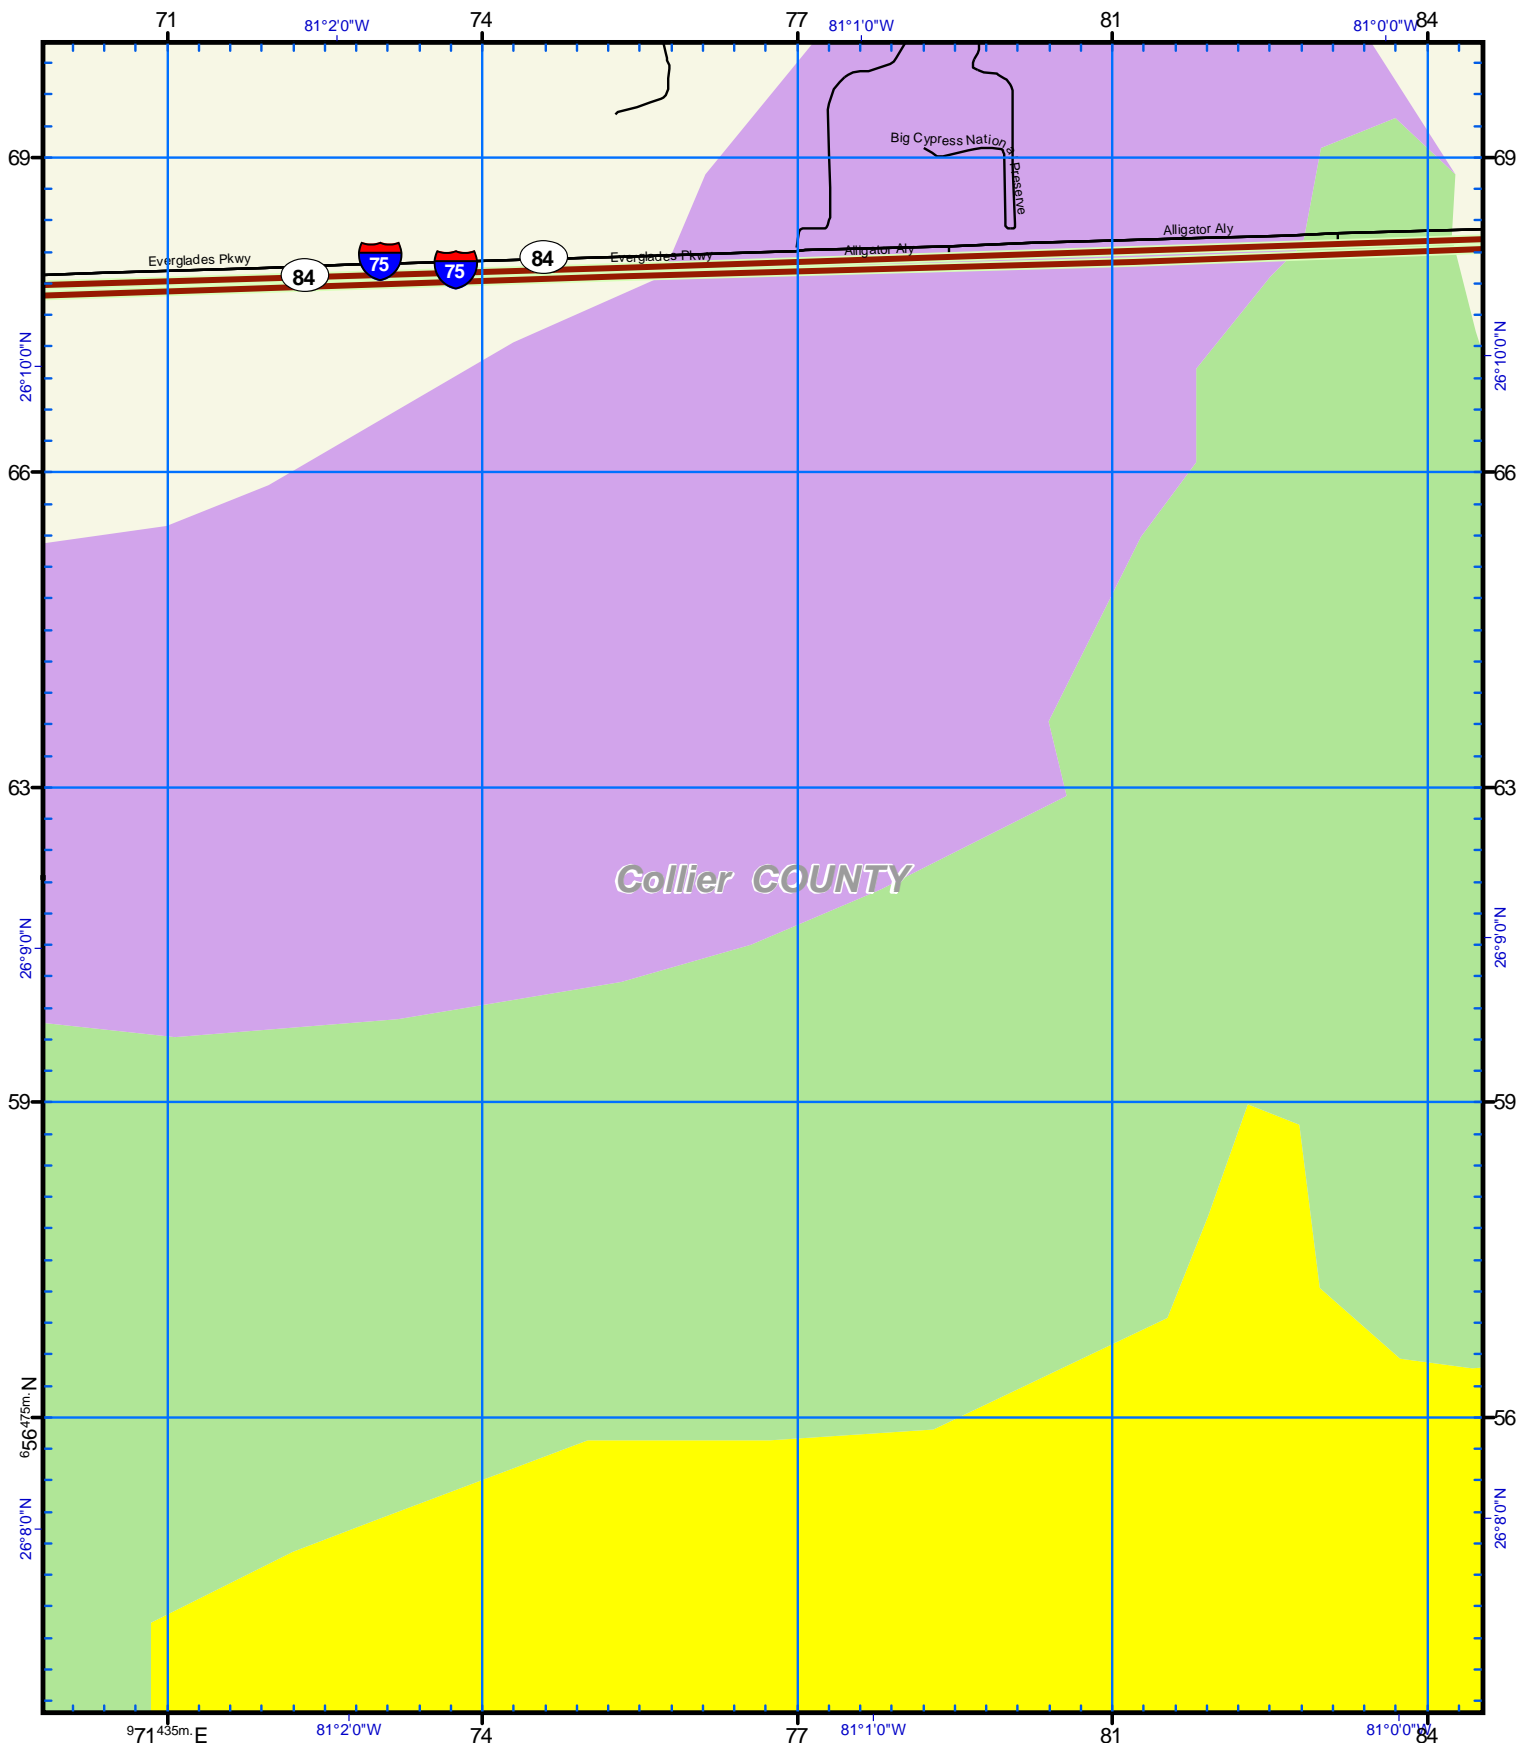 71 74 77 81 84
81°2'0"W 81°1'0"W 81°0'0"W
Big Cypress National Preserve
69 69
Alligator Aly
Everglades Pkwy 84 75 75 84 Everglades Pkwy Alligator Aly
26°10'0"N 26°10'0"N
66 66
63 63
Collier COUNTY
26°9'0"N 26°9'0"N
59 59
656475m. N 56
26°8'0"N 26°8'0"N
971435m. E 81°2'0"W 74 77 81°1'0"W 81 81°0'0"W 84